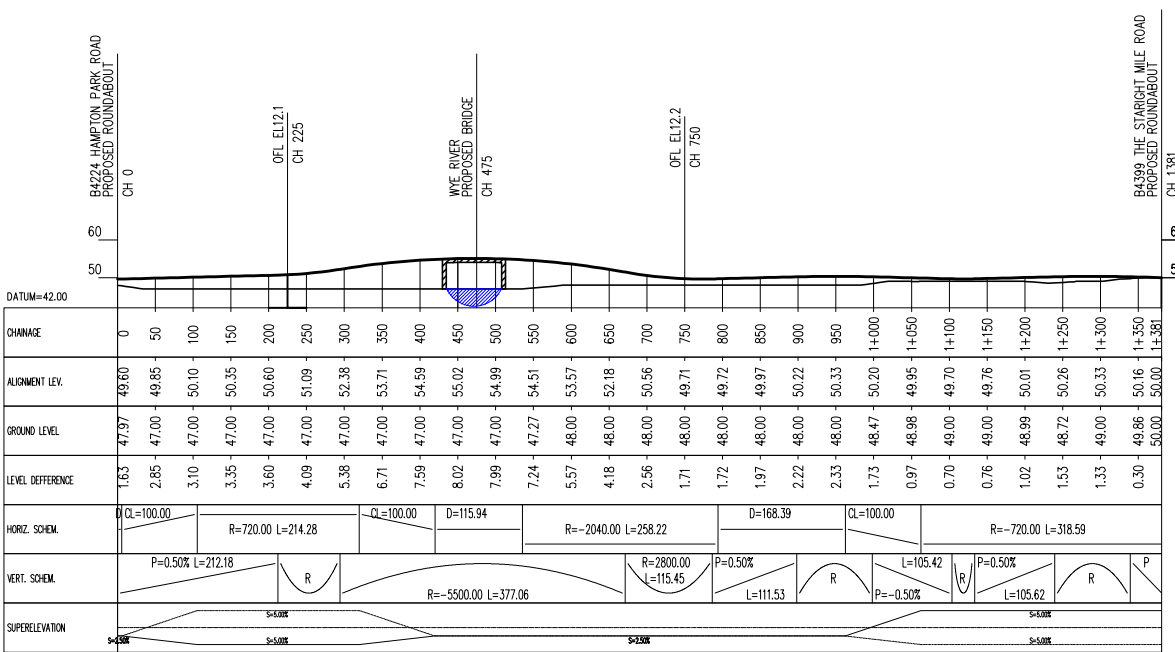 B4224 HAMPTON PARK ROAD
PROPOSED ROUNDABOUT
CH 0
OFL EL12.1
CH 225
WYE RIVER
PROPOSED BRIDGE
CH 475
OFL EL12.2
CH 750
B4399 THE STARIGHT MILE ROAD
PROPOSED ROUNDABOUT
CH 1381
60
50
DATUM=42.00
CHAINAGE 0 50 100 150 200 250 300 350 400 450 500 550 600 650 700 750 800 850 900 950 1+000 1+050 1+100 1+150 1+200 1+250 1+300 1+350 1+381
ALIGNMENT LEV. 49.60 49.85 50.10 50.35 50.60 51.09 52.38 53.71 54.59 55.02 54.99 54.51 53.57 52.18 50.56 49.71 49.72 49.97 50.22 50.33 50.20 49.95 49.70 49.76 50.01 50.26 50.33 50.16 50.00
GROUND LEVEL 47.97 47.00 47.00 47.00 47.00 47.00 47.00 47.00 47.00 47.00 47.00 47.27 48.00 48.00 48.00 48.00 48.00 48.00 48.00 48.00 48.47 48.98 49.00 49.00 48.99 48.72 49.00 49.86 50.00
LEVEL DEFFERENCE 1.63 2.85 3.10 3.35 3.60 4.09 5.38 6.71 7.59 8.02 7.99 7.24 5.57 4.18 2.56 1.71 1.72 1.97 2.22 2.33 1.73 0.97 0.70 0.76 1.02 1.53 1.33 0.30
HORIZ. SCHEM. D CL=100.00 R=720.00 L=214.28 CL=100.00 D=115.94 R=-2040.00 L=258.22 D=168.39 CL=100.00 R=-720.00 L=318.59
VERT. SCHEM. P=0.50% L=212.18 R R=-5500.00 L=377.06 R=2800.00 L=115.45 P=0.50% L=111.53 R L=105.42 P=-0.50% R P=0.50% L=105.62 R P
SUPERELEVATION S=2.50% S=5.00% S=5.00% S=2.50% S=5.00% S=5.00%